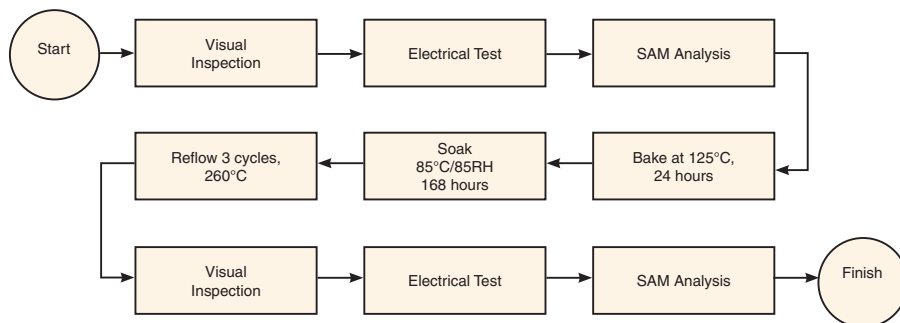 Start
Visual
Inspection
Electrical Test
SAM Analysis
Bake at 125°C,
24 hours
Soak
85°C/85RH
168 hours
Reflow 3 cycles,
260°C
Visual
Inspection
Electrical Test
SAM Analysis
Finish